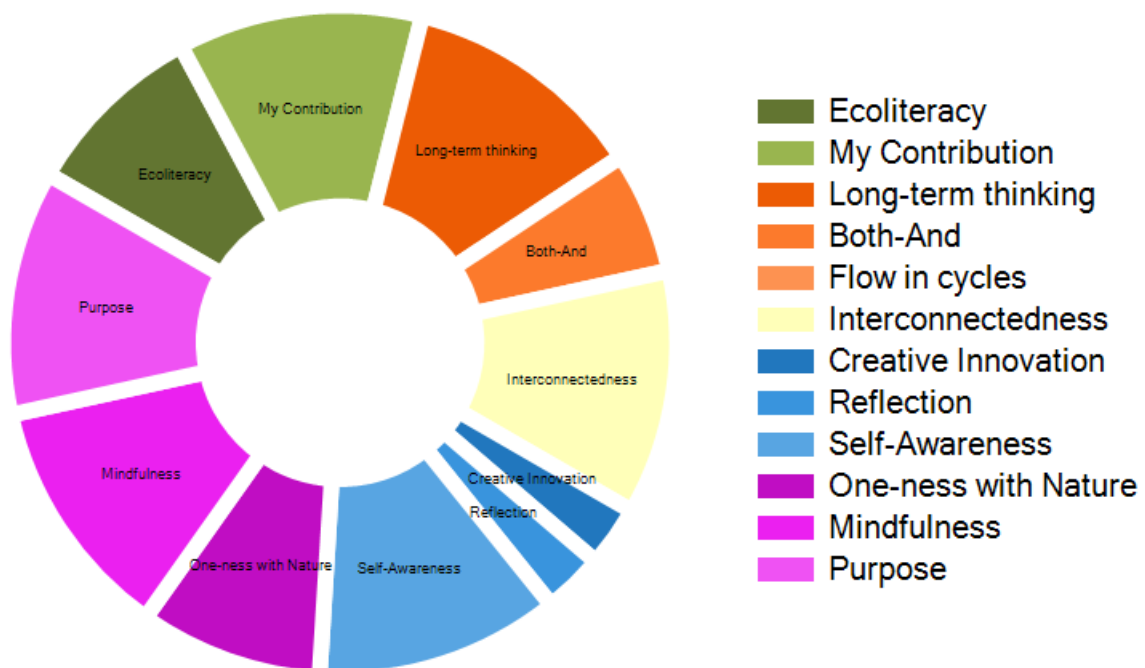 My Contribution
Long-term thinking
Ecoliteracy
Both-And
Purpose
Interconnectedness
Mindfulness
Creative Innovation
Reflection
One-ness with Nature
Self-Awareness
Ecoliteracy
My Contribution
Long-term thinking
Both-And
Flow in cycles
Interconnectedness
Creative Innovation
Reflection
Self-Awareness
One-ness with Nature
Mindfulness
Purpose